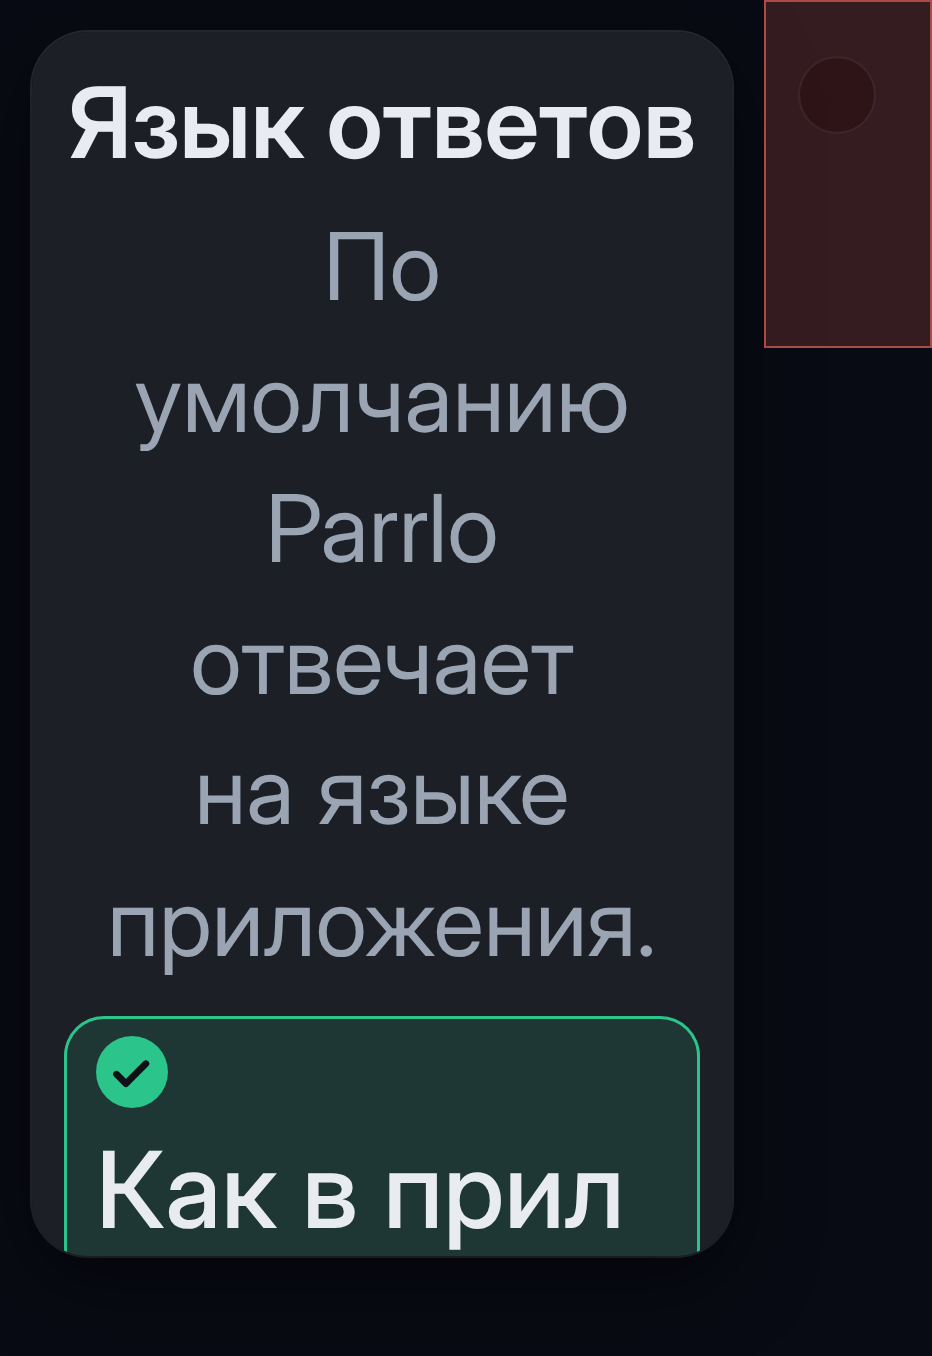 Язык ответов
По
умолчанию
Parrlo
отвечает
на языке
приложения.
Как в прил